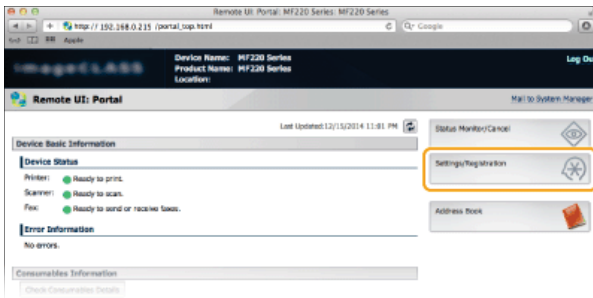 Remote UI: Portal: MF220 Series: MF220 Series
http://192.168.0.215/portal_top.html
Google
Apple
Device Name: MF220 Series
Product Name: MF220 Series
Location:
Log Ou
Remote UI: Portal
Mail to System Manager
Last Updated:12/15/2014 11:01 PM
Device Basic Information
Device Status
Printer: Ready to print.
Scanner: Ready to scan.
Fax: Ready to send or receive faxes.
Error Information
No errors.
Consumables Information
Check Consumables Details
Status Monitor/Cancel
Settings/Registration
Address Book